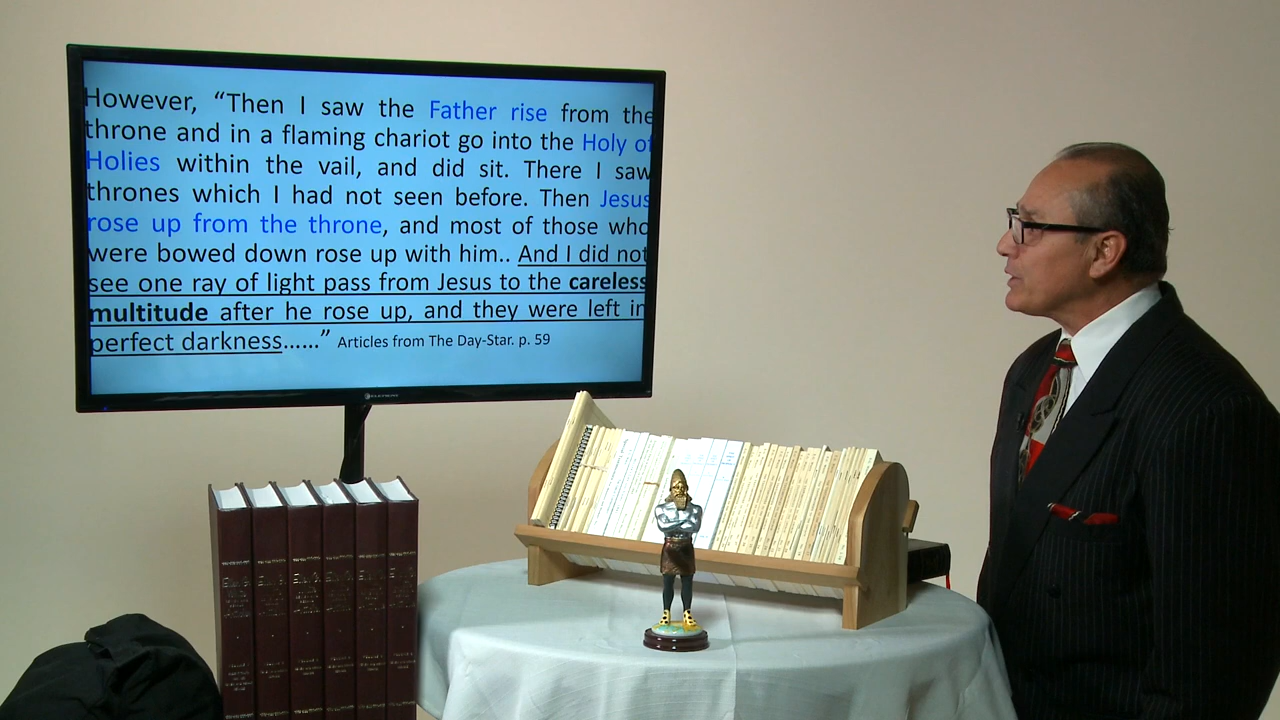 However, “Then I saw the Father rise from the
throne and in a flaming chariot go into the Holy of
Holies within the vail, and did sit. There I saw
thrones which I had not seen before. Then Jesus
rose up from the throne, and most of those who
were bowed down rose up with him.. And I did not
see one ray of light pass from Jesus to the careless
multitude after he rose up, and they were left in
perfect darkness……” Articles from The Day-Star. p. 59
ELEMENT